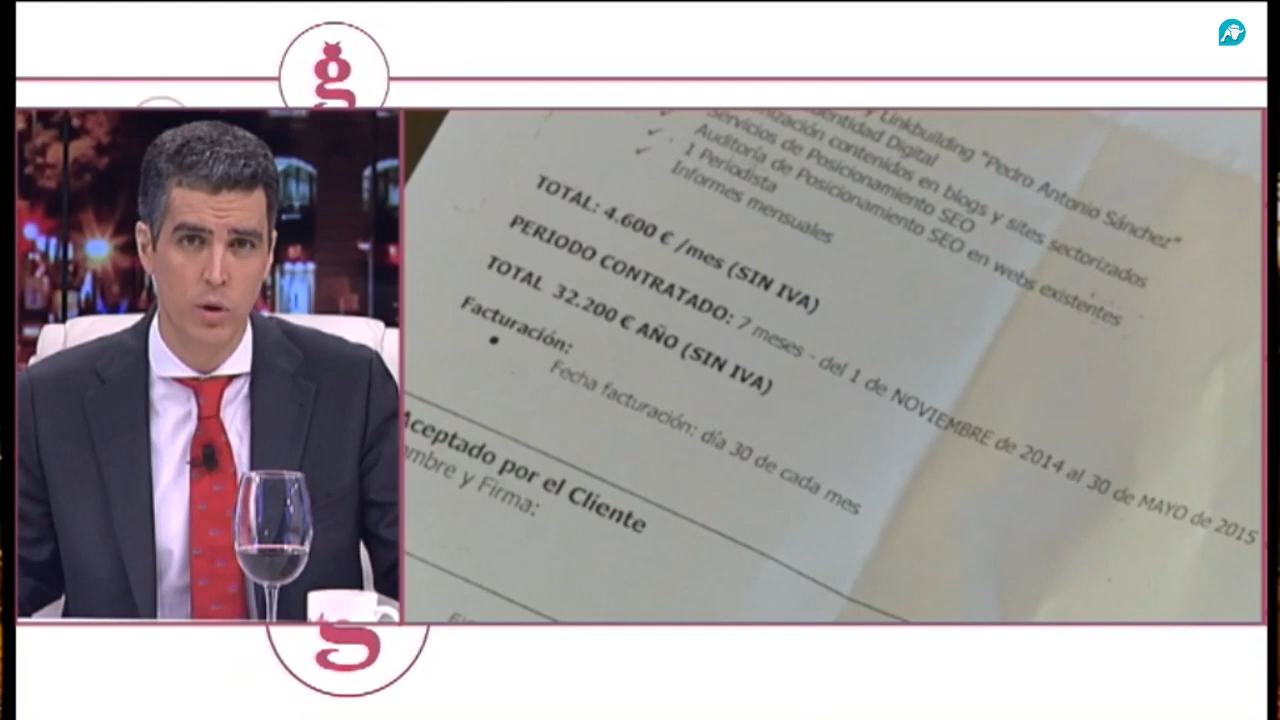 g
y Linkbuilding "Pedro Antonio Sánchez"
Identidad Digital
contenidos en blogs y sites sectorizados
Servicios de Posicionamiento SEO
Auditoría de Posicionamiento SEO en webs existentes
1 Periodista
Informes mensuales
TOTAL: 4.600 € /mes (SIN IVA)
PERIODO CONTRATADO: 7 meses - del 1 de NOVIEMBRE de 2014 al 30 de MAYO de 2015
TOTAL 32.200 € AÑO (SIN IVA)
Facturación:
• Fecha facturación: día 30 de cada mes
Aceptado por el Cliente
ombre y Firma:
g